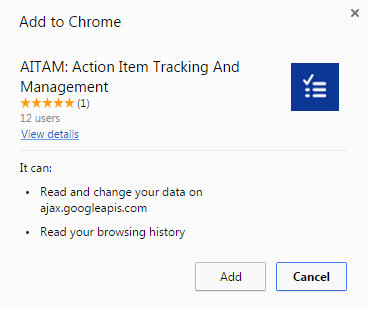 Add to Chrome
AITAM: Action Item Tracking And
Management
(1)
12 users
View details
It can:
• Read and change your data on
ajax.googleapis.com
• Read your browsing history
Add
Cancel